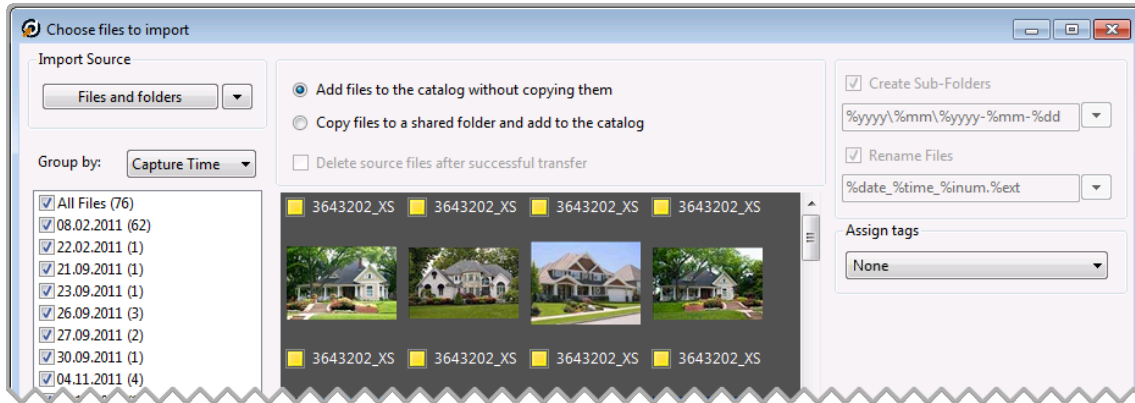 Choose files to import
Import Source
Files and folders
Group by: Capture Time
All Files (76)
08.02.2011 (62)
22.02.2011 (1)
21.09.2011 (1)
23.09.2011 (1)
26.09.2011 (3)
27.09.2011 (2)
30.09.2011 (1)
04.11.2011 (4)
Add files to the catalog without copying them
Copy files to a shared folder and add to the catalog
Delete source files after successful transfer
3643202_XS 3643202_XS 3643202_XS 3643202_XS
3643202_XS 3643202_XS 3643202_XS 3643202_XS
Create Sub-Folders
%yyyy\%mm\%yyyy-%mm-%dd
Rename Files
%date_%time_%inum.%ext
Assign tags
None